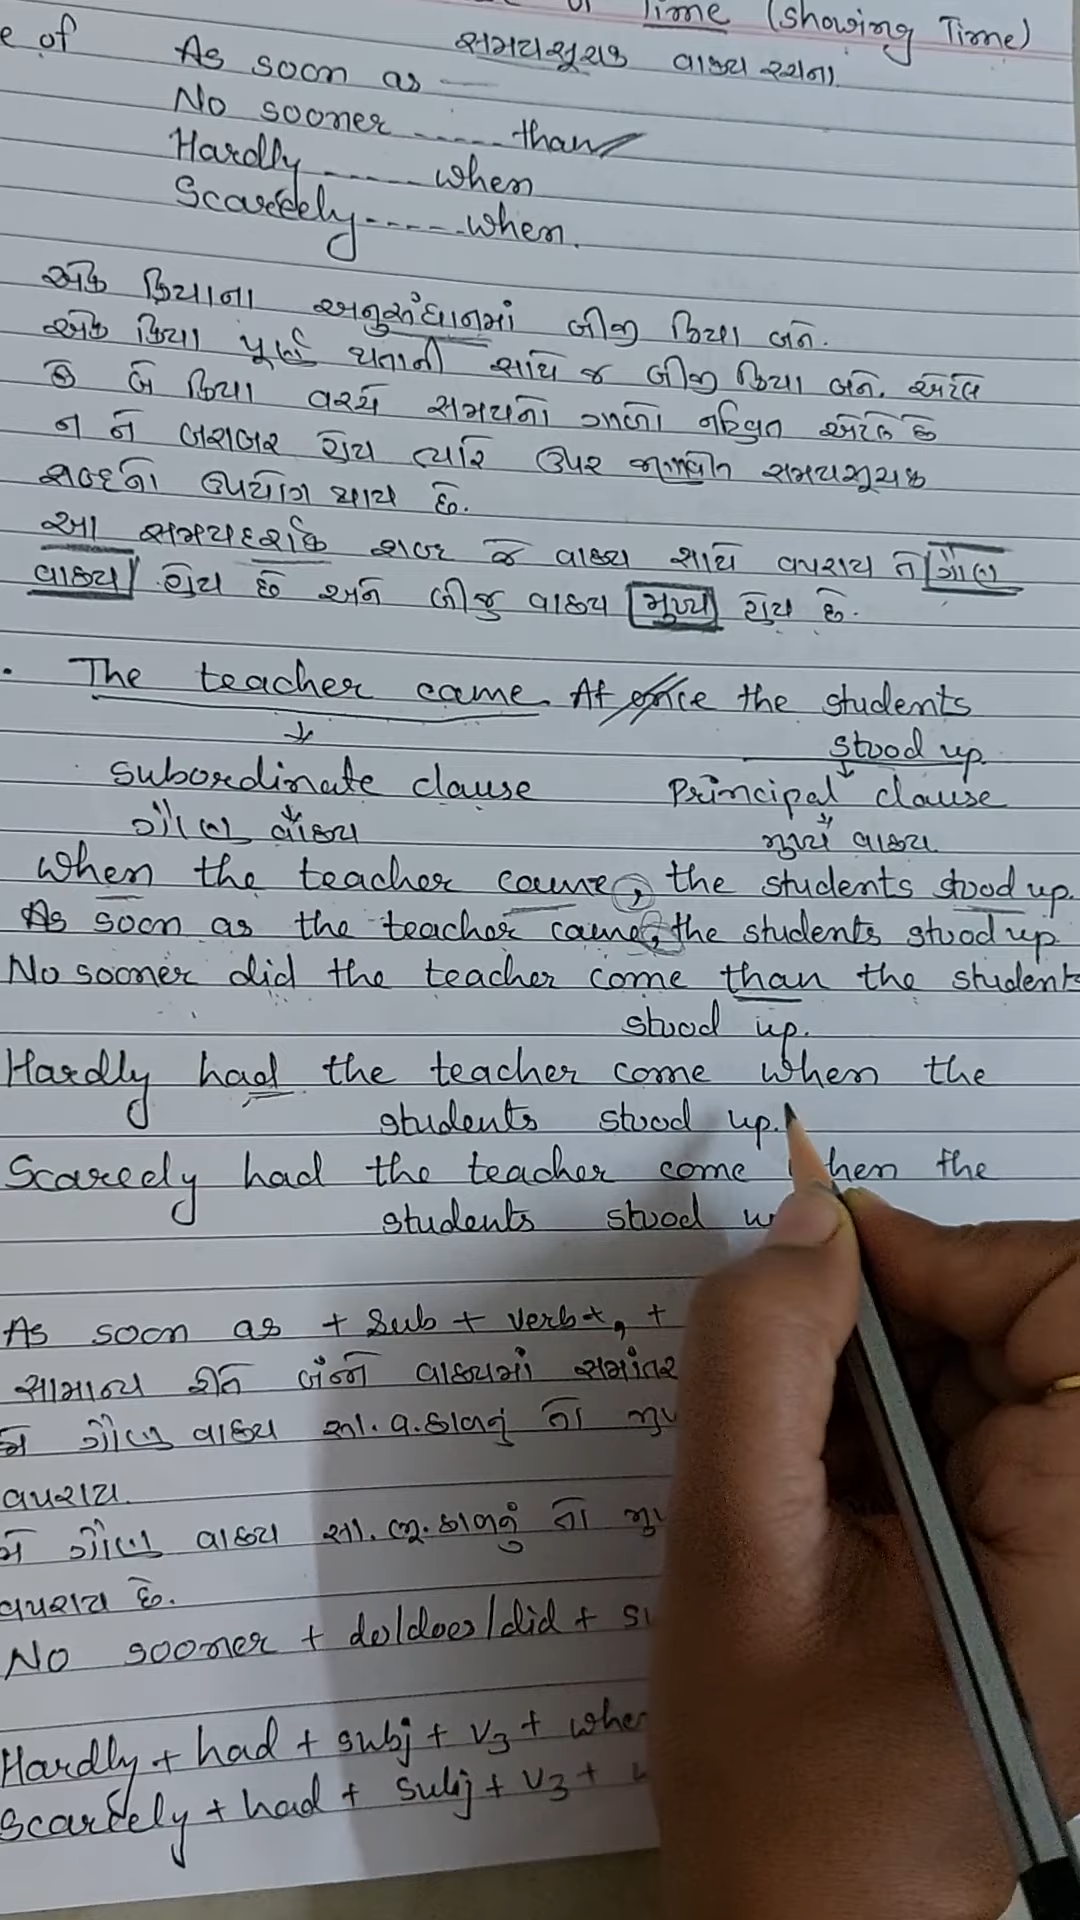 e of Time (showing Time)
સમયસૂચક વાક્ય રચના
As soon as
No sooner ..... than
Hardly ----- when
Scarcely ----- when.
એક ક્રિયાના અનુસંધાનમાં બીજી ક્રિયા બને.
એક ક્રિયા પૂર્ણ થતાની સાથે જ બીજી ક્રિયા બને. એટલે
કે બે ક્રિયા વચ્ચે સમયનો ગાળો નહિવત એટલે કે
ન ને બરાબર હોય ત્યારે ઉપર સમયસૂચક
શબ્દનો ઉપયોગ થાય છે.
આ સમયદર્શક શબ્દ જે વાક્ય સાથે વપરાય તે ગૌણ
વાક્ય હોય છે અને બીજુ વાક્ય મુખ્ય હોય છે.
. The teacher came. At once the students
stood up.
Subordinate clause Principal clause
ગૌણ વાક્ય મુખ્ય વાક્ય
When the teacher came, the students stood up.
As soon as the teacher came, the students stood up
No sooner did the teacher come than the students
stood up.
Hardly had the teacher come when the
students stood up.
Scarcely had the teacher come when the
students stood
As soon as + Sub + verb , +
સામાન્ય રીતે બંને વાક્યમાં સમાંતર
ગૌણ વાક્ય સા. વ.કાળનું તો
વપરાય.
ગૌણ વાક્ય સા. ભૂ.કાળનું તો
વપરાય છે.
No sooner + do/does/did +
Hardly + had + subj + v3 +
Scarcely + had + subj + v3 +